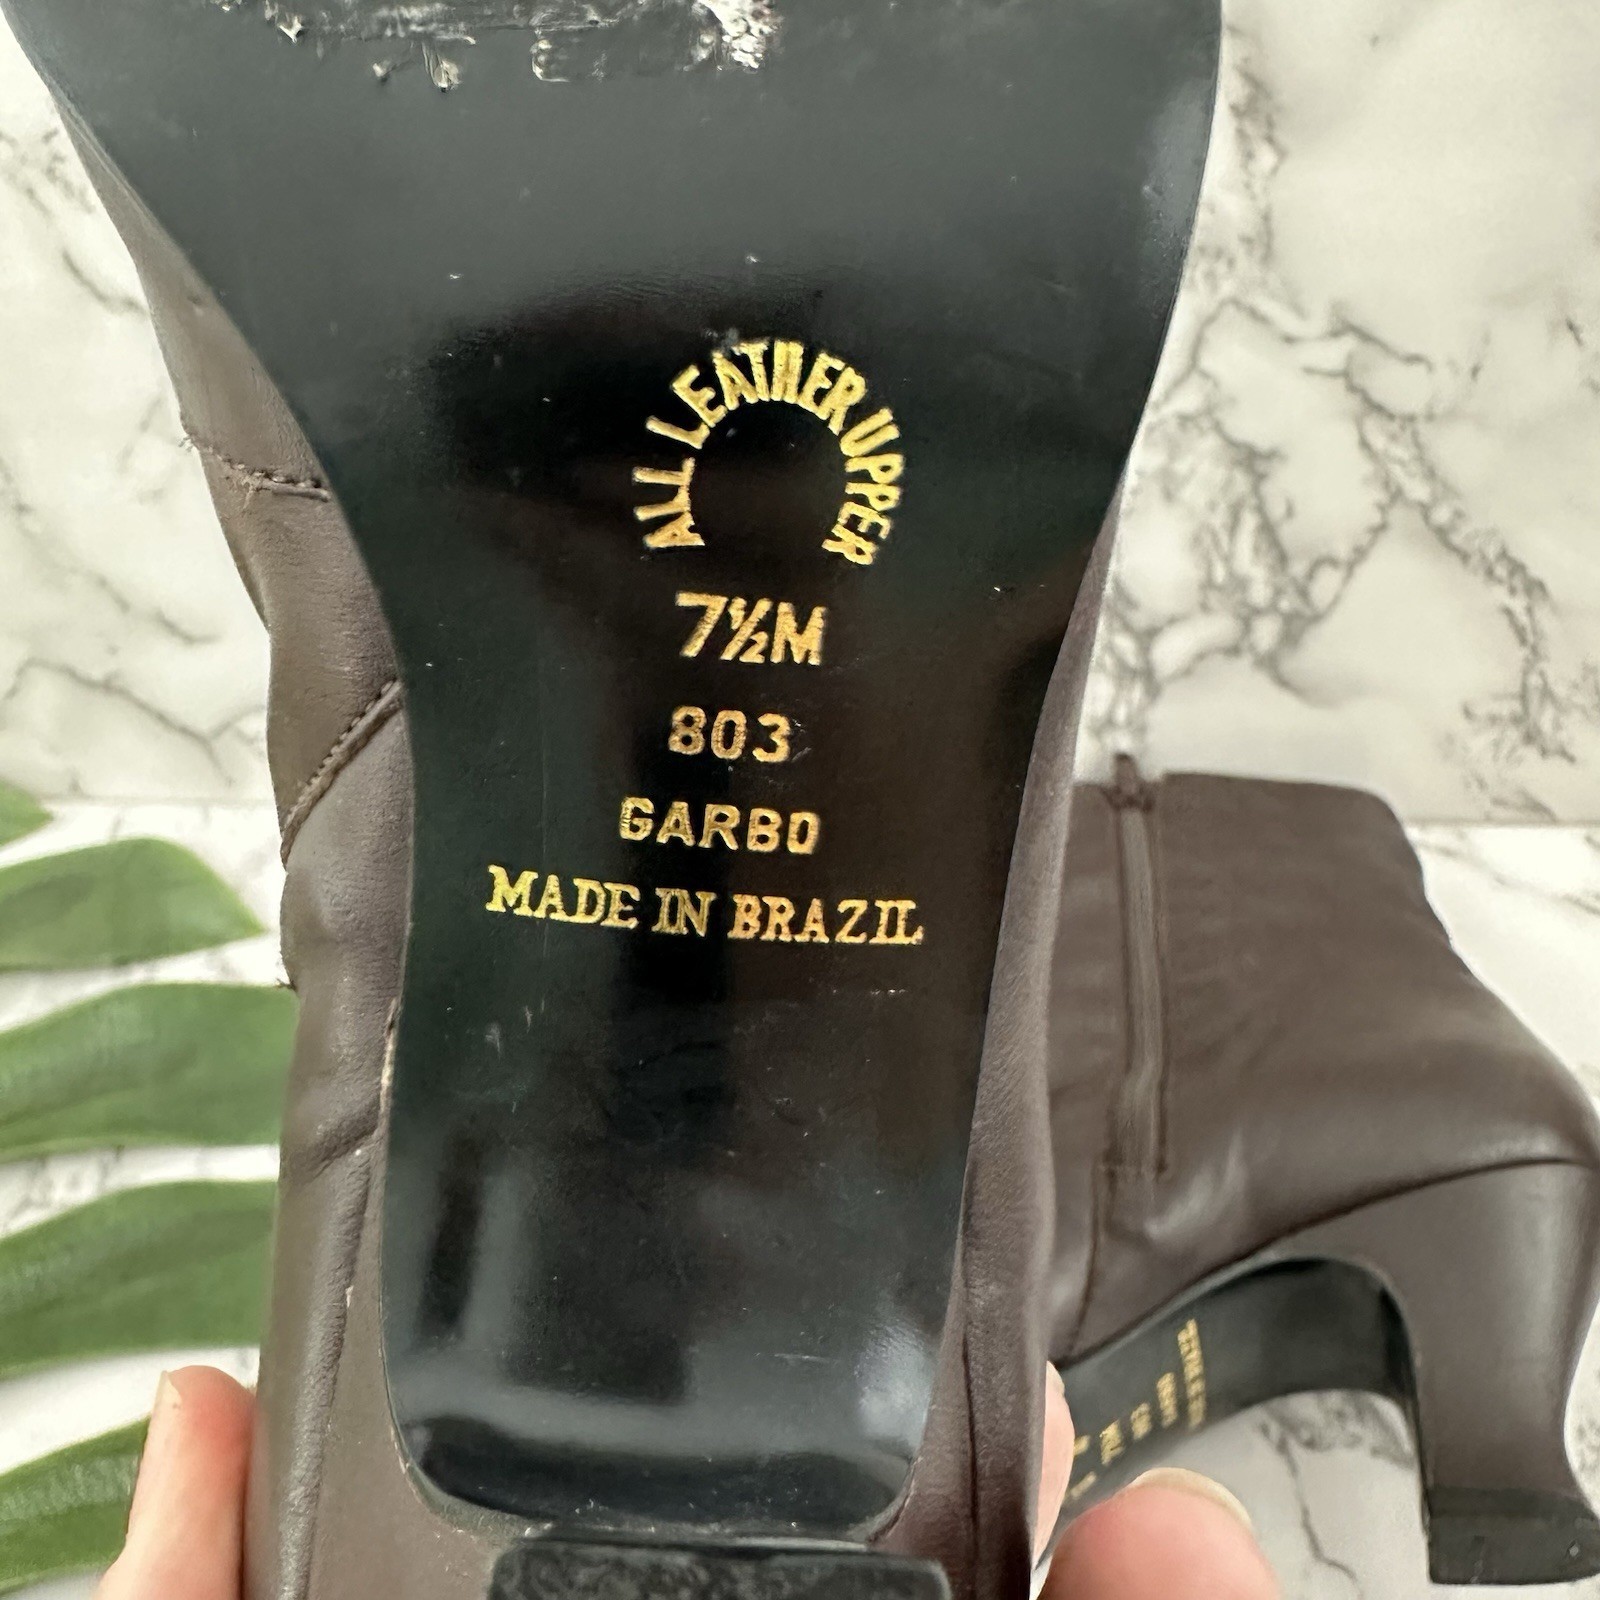 ALL LEATHER UPPER
7½M
803
GARBO
MADE IN BRAZIL